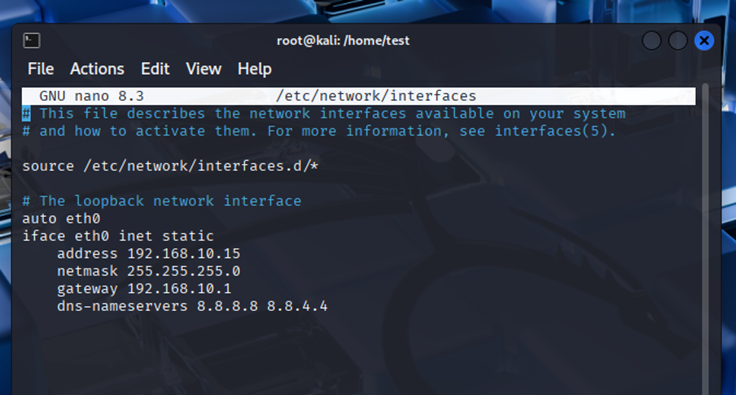 root@kali: /home/test
File Actions Edit View Help
GNU nano 8.3 /etc/network/interfaces
# This file describes the network interfaces available on your system
# and how to activate them. For more information, see interfaces(5).
source /etc/network/interfaces.d/*
# The loopback network interface
auto eth0
iface eth0 inet static
address 192.168.10.15
netmask 255.255.255.0
gateway 192.168.10.1
dns-nameservers 8.8.8.8 8.8.4.4